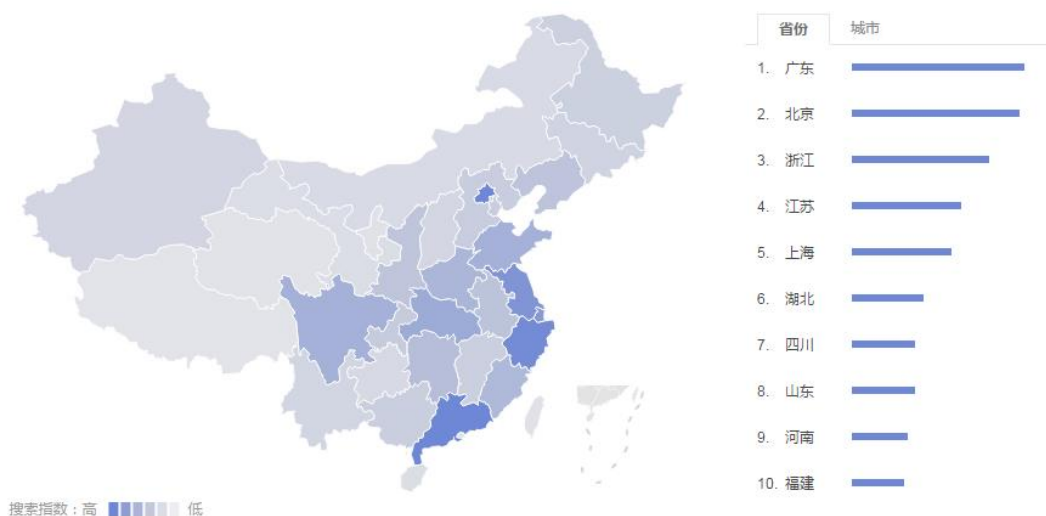 省份 城市
1. 广东
2. 北京
3. 浙江
4. 江苏
5. 上海
6. 湖北
7. 四川
8. 山东
9. 河南
10. 福建
搜索指数：高 低